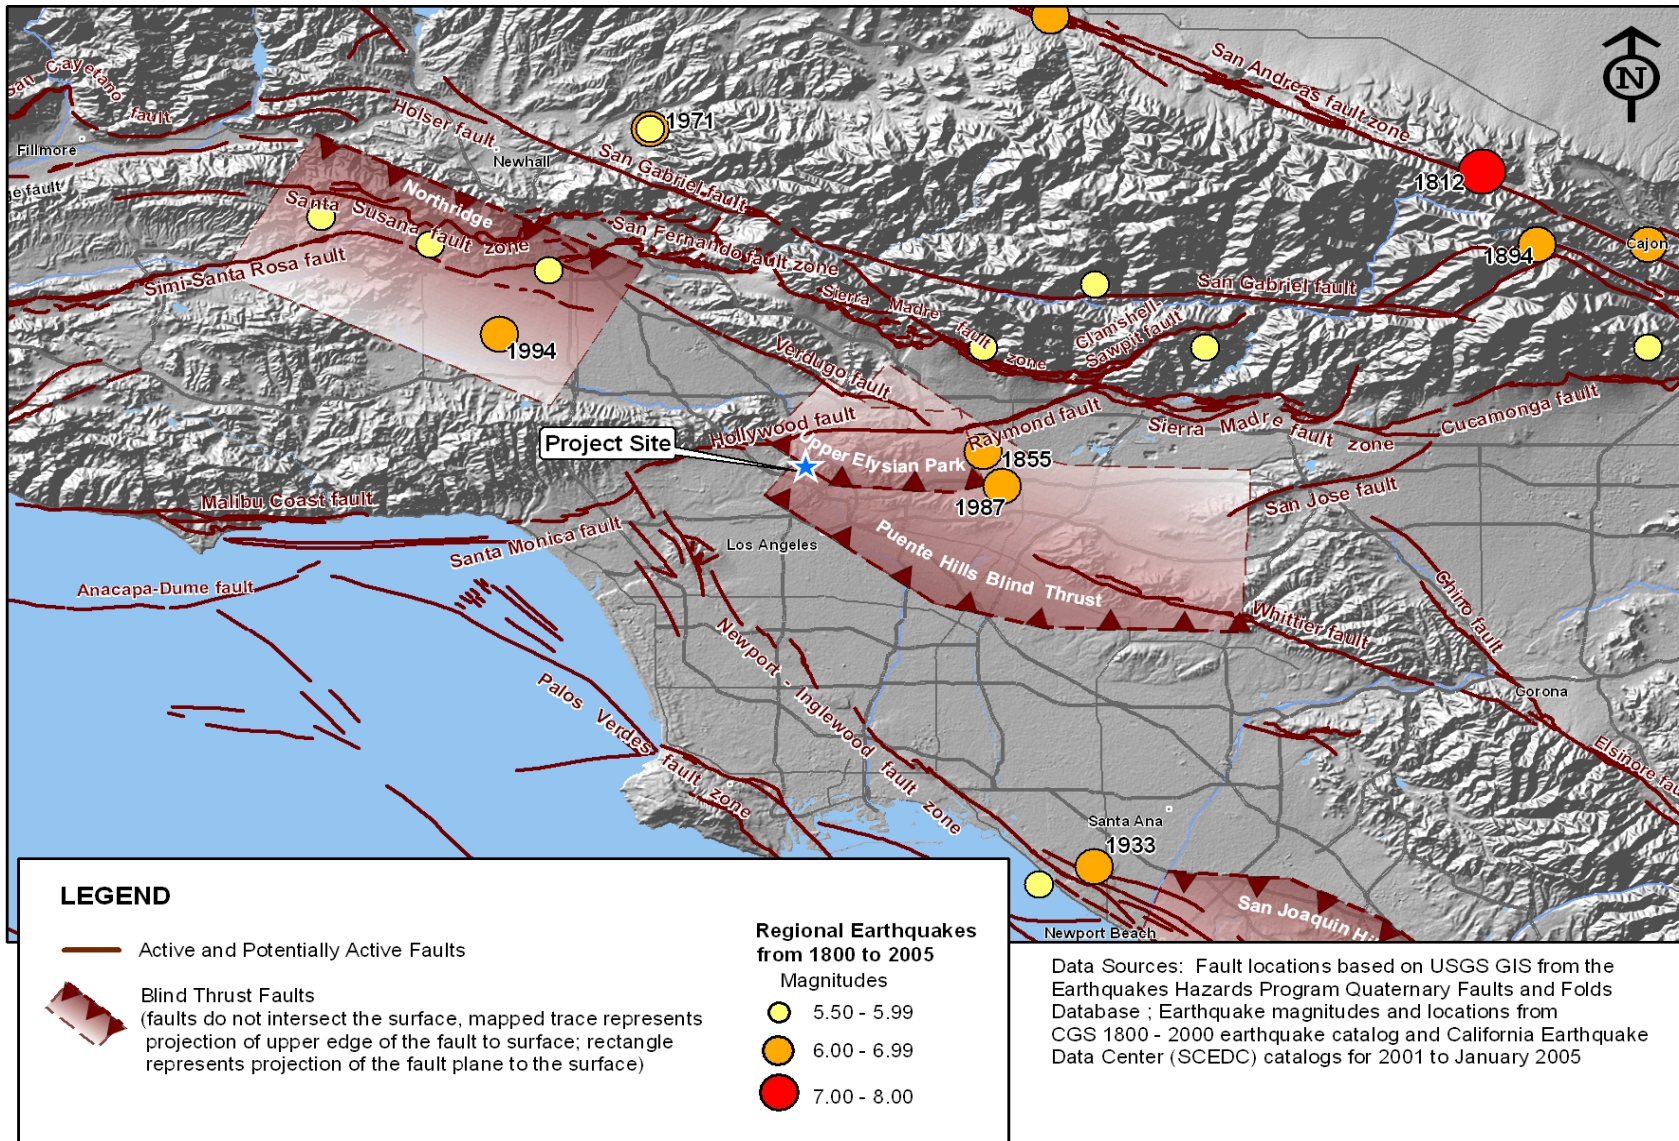 San Cayetano fault
Fillmore
ge fault
Holser fault
Newhall
1971
San Gabriel fault
San Andreas fault zone
N
1812
1894
Cajon
Northridge
Santa Susana fault zone
Simi-Santa Rosa fault
San Fernando fault zone
San Gabriel fault
Sierra Madre fault zone
Clamshell-
Sawpit fault
1994
Verdugo fault
Hollywood fault
Raymond fault
Sierra Madre fault zone
Cucamonga fault
Project Site
Upper Elysian Park
1855
1987
San Jose fault
Malibu Coast fault
Santa Monica fault
Los Angeles
Puente Hills Blind Thrust
Anacapa-Dume fault
Whittier fault
Chino fault
Newport - Inglewood fault zone
Palos Verdes fault zone
Corona
Elsinore fau
Santa Ana
1933
San Joaquin Hi
Newport Beach
LEGEND
Active and Potentially Active Faults
Blind Thrust Faults
(faults do not intersect the surface, mapped trace represents
projection of upper edge of the fault to surface; rectangle
represents projection of the fault plane to the surface)
Regional Earthquakes
from 1800 to 2005
Magnitudes
5.50 - 5.99
6.00 - 6.99
7.00 - 8.00
Data Sources: Fault locations based on USGS GIS from the
Earthquakes Hazards Program Quaternary Faults and Folds
Database ; Earthquake magnitudes and locations from
CGS 1800 - 2000 earthquake catalog and California Earthquake
Data Center (SCEDC) catalogs for 2001 to January 2005